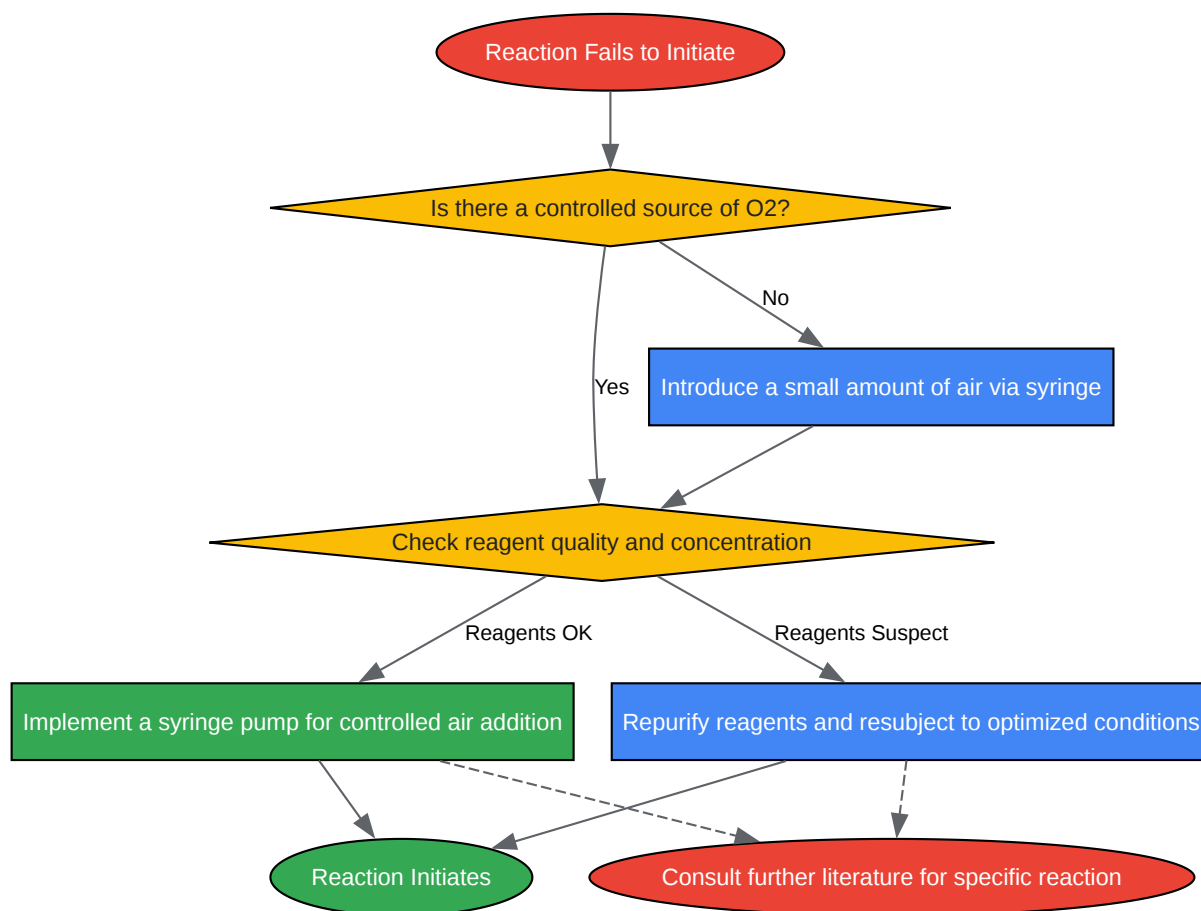 Reaction Fails to Initiate
Is there a controlled source of O2?
No
Yes
Introduce a small amount of air via syringe
Check reagent quality and concentration
Reagents OK
Reagents Suspect
Implement a syringe pump for controlled air addition
Repurify reagents and resubject to optimized conditions
Reaction Initiates
Consult further literature for specific reaction